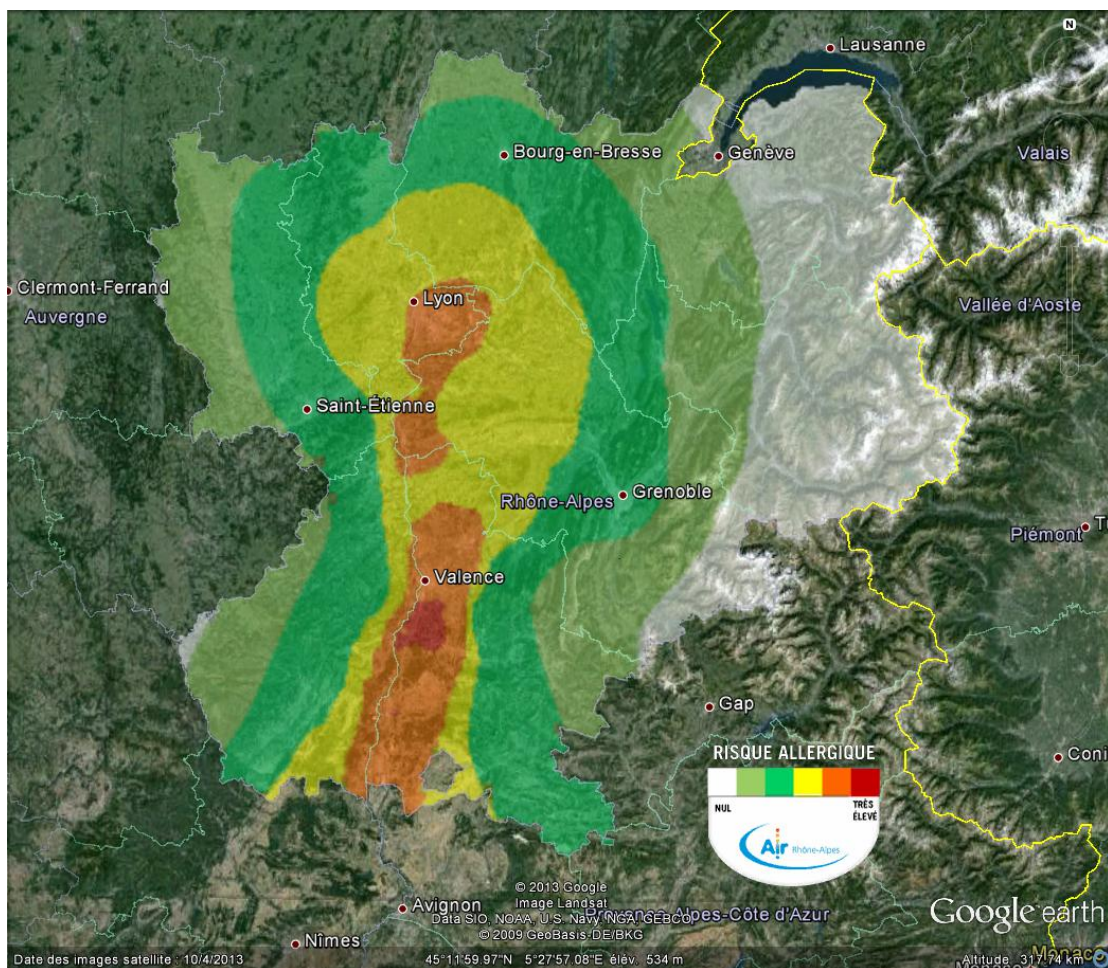 N
Lausanne
Bourg-en-Bresse
Genève
Valais
Clermont-Ferrand
Auvergne
Lyon
Vallée d'Aoste
Saint-Étienne
Rhône-Alpes
Grenoble
Piémont
Valence
Gap
RISQUE ALLERGIQUE
Coni
NUL
TRÈS
ÉLEVÉ
Air Rhône-Alpes
© 2013 Google
Image Landsat
Avignon
Data SIO, NOAA, U.S. Navy, NGA, GEBCO
Provence-Alpes-Côte d'Azur
© 2009 GeoBasis-DE/BKG
Google earth
Nîmes
Monaco
Date des images satellite : 10/4/2013
45°11'59.97"N 5°27'57.08"E élév. 534 m
Altitude 317.74 km